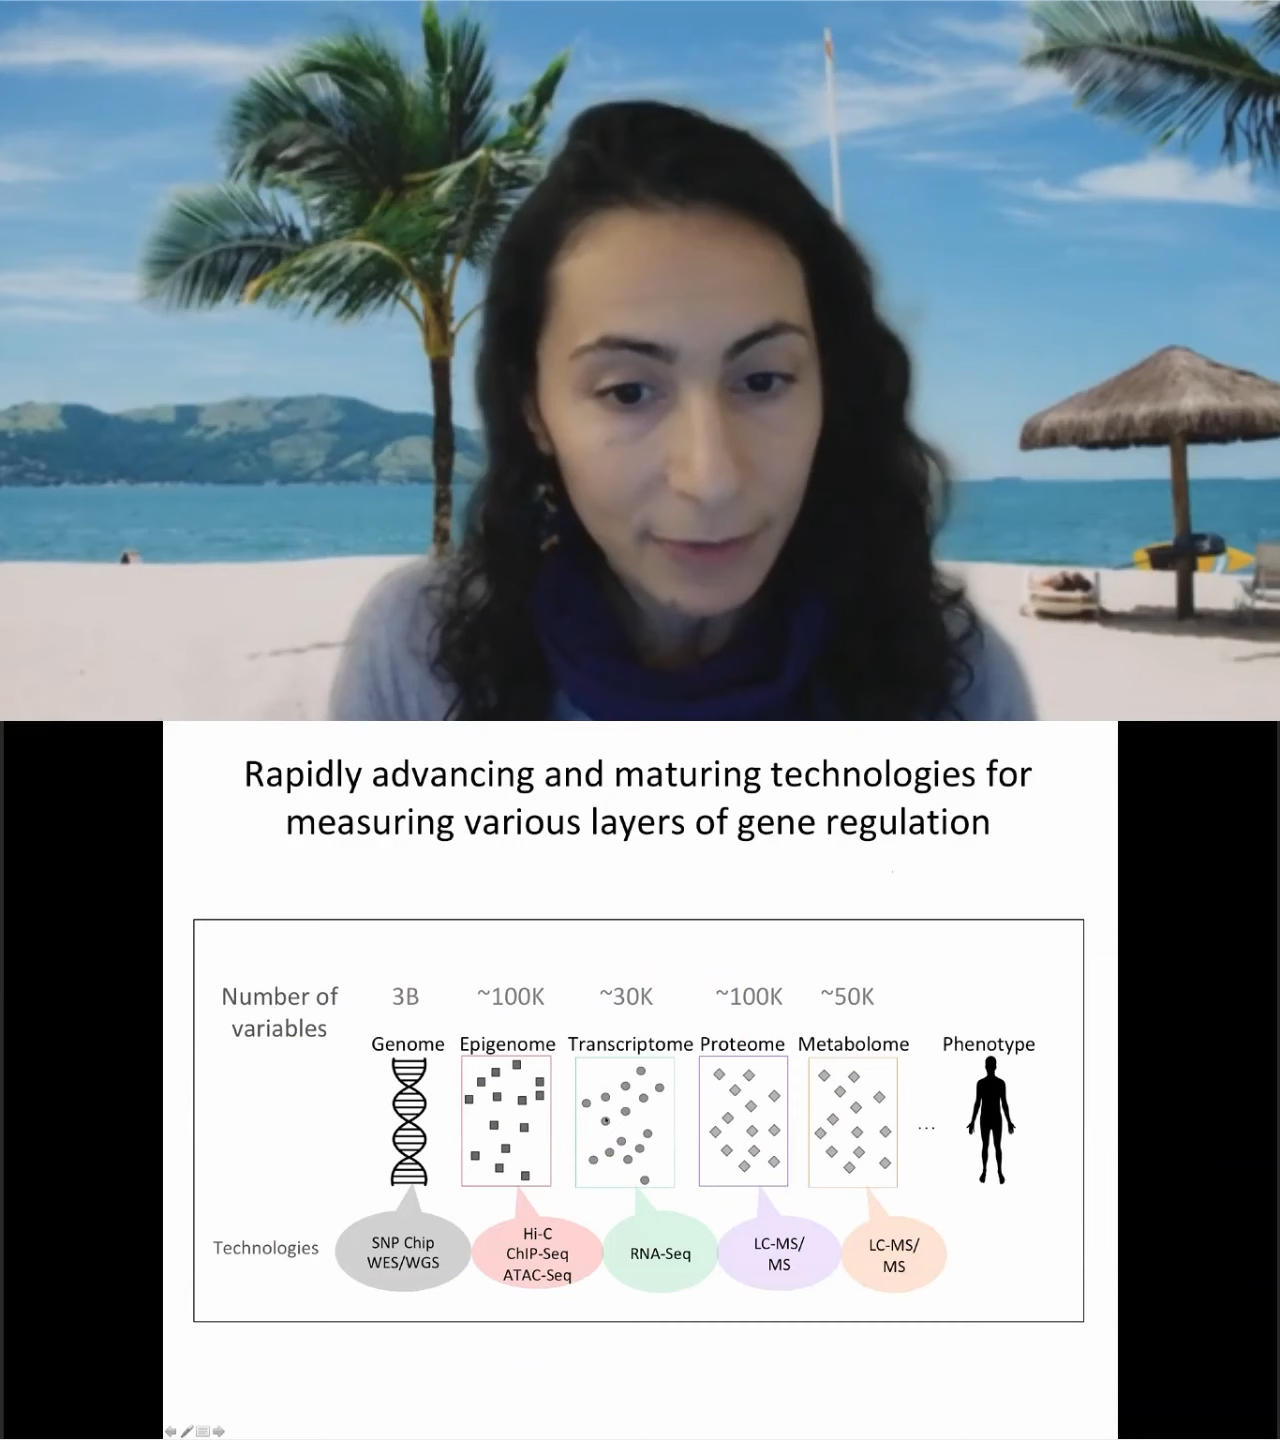 Rapidly advancing and maturing technologies for
measuring various layers of gene regulation
Number of
variables
3B
~100K
~30K
~100K
~50K
Genome
Epigenome
Transcriptome
Proteome
Metabolome
Phenotype
...
Technologies
SNP Chip
WES/WGS
Hi-C
ChIP-Seq
ATAC-Seq
RNA-Seq
LC-MS/
MS
LC-MS/
MS